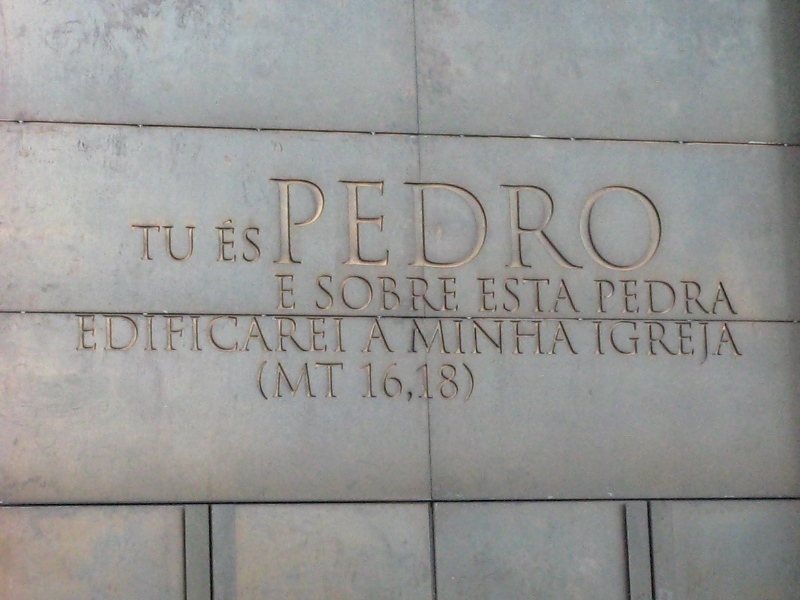 TU ÉS PEDRO
E SOBRE ESTA PEDRA
EDIFICAREI A MINHA IGREJA
(MT 16,18)